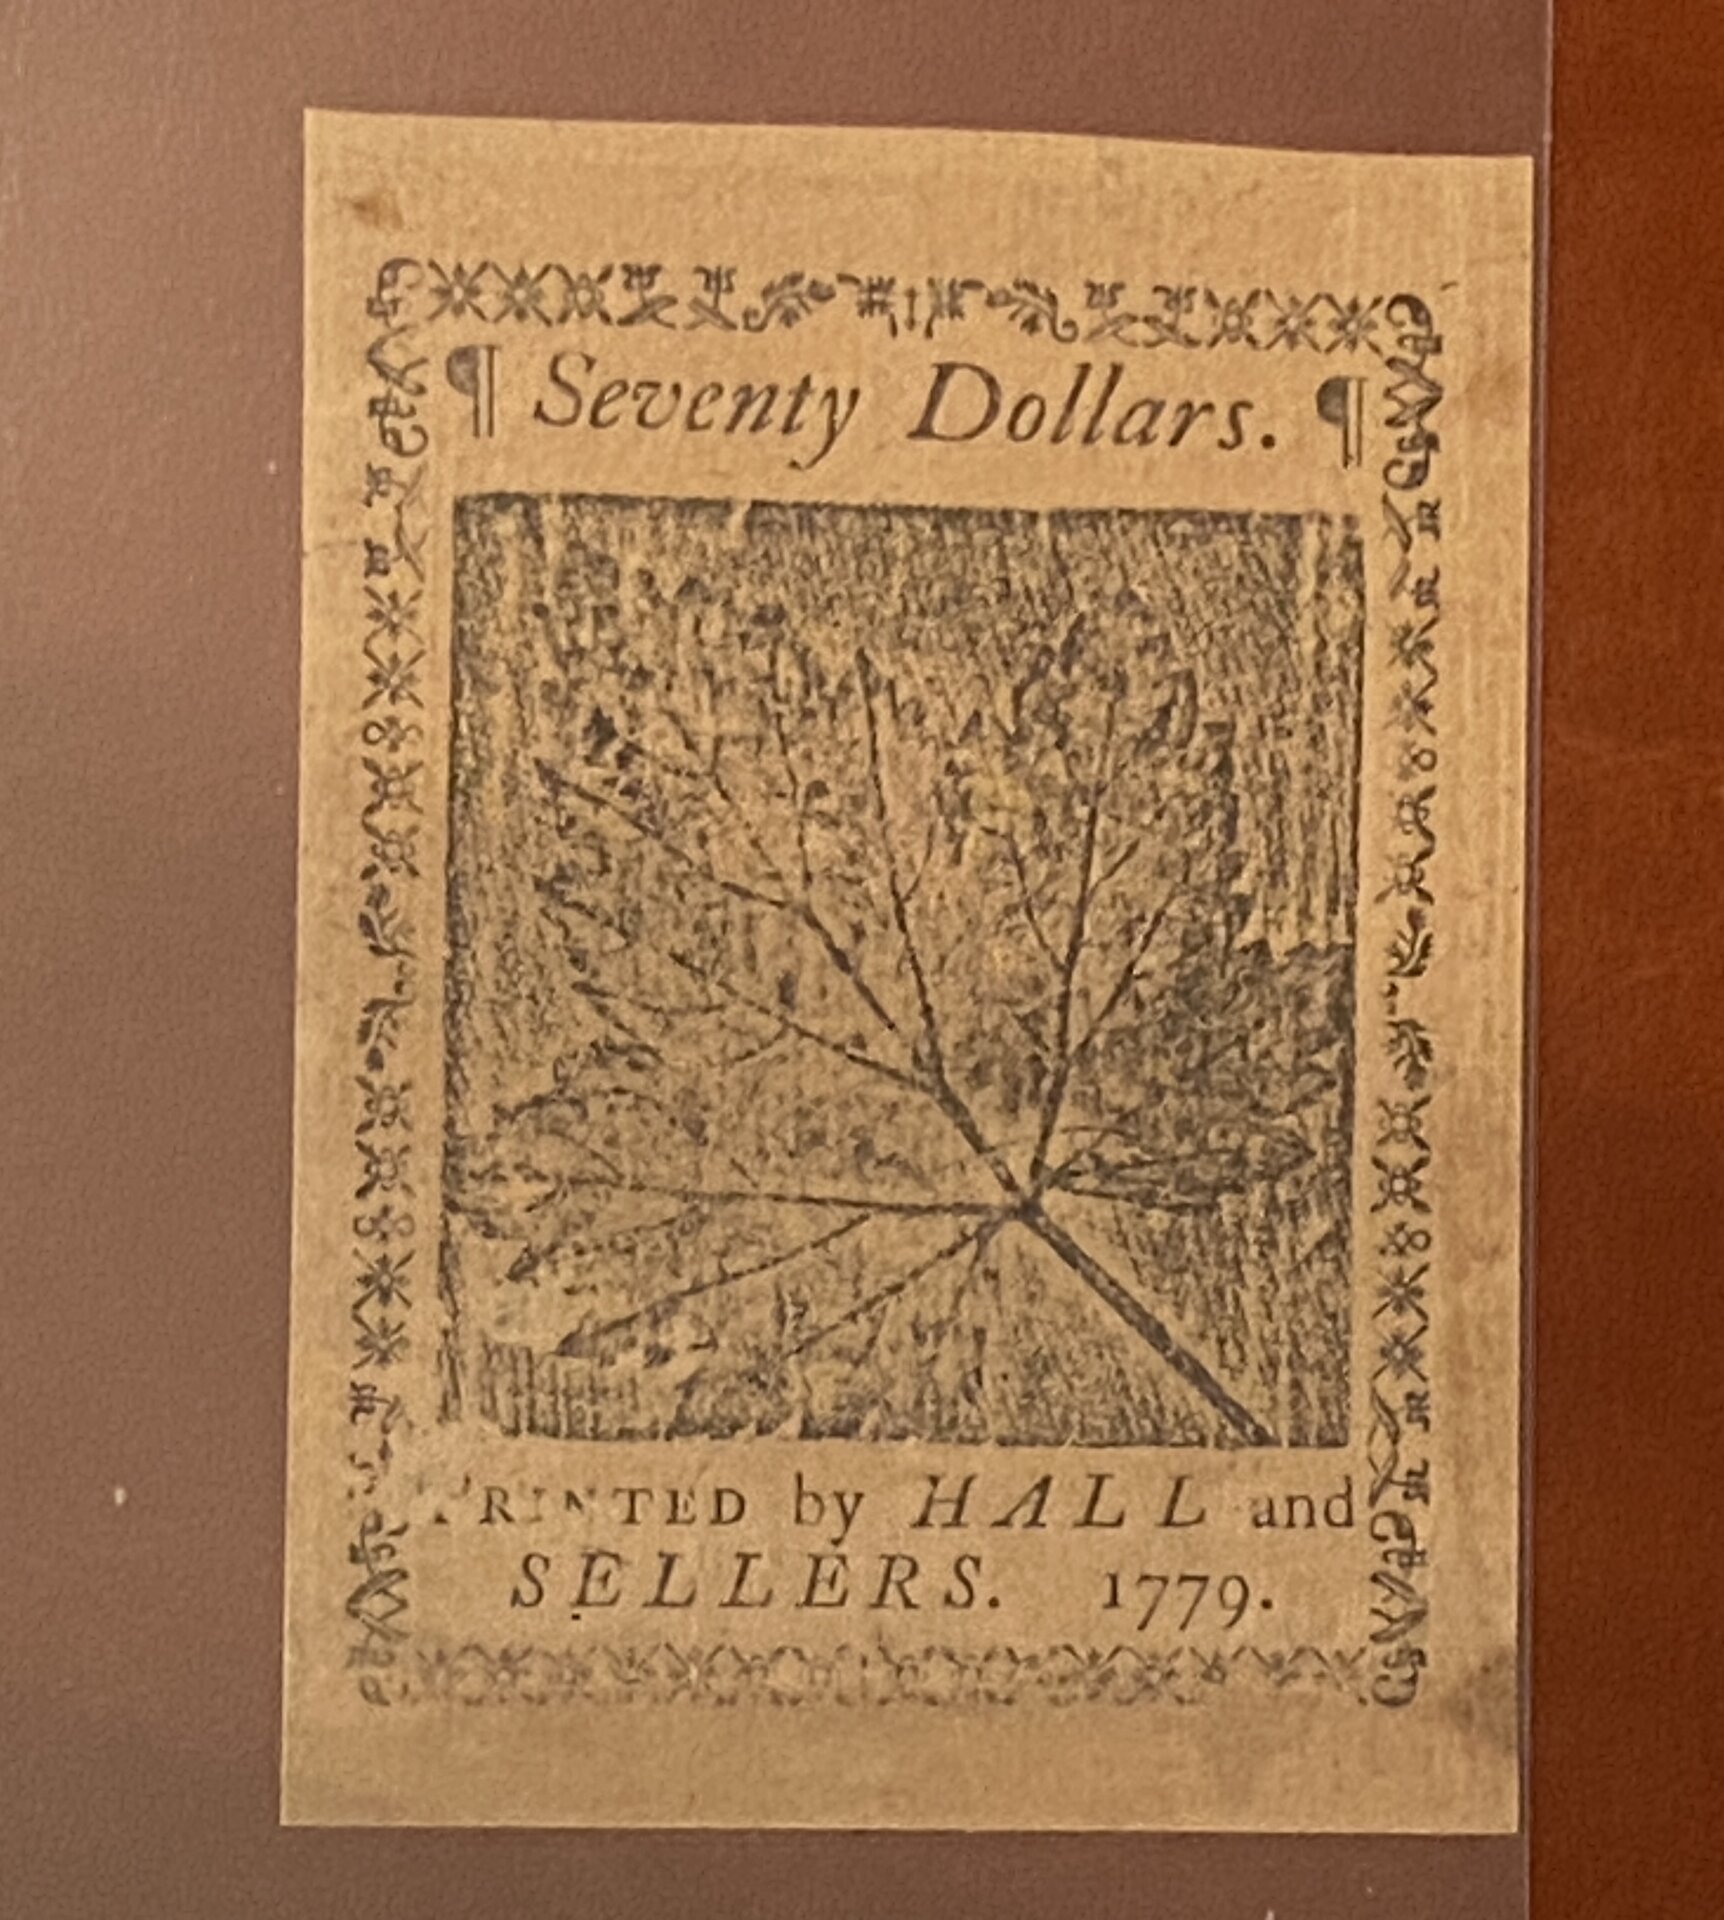 ¶ Seventy Dollars. ¶
PRINTED by HALL and
SELLERS. 1779.